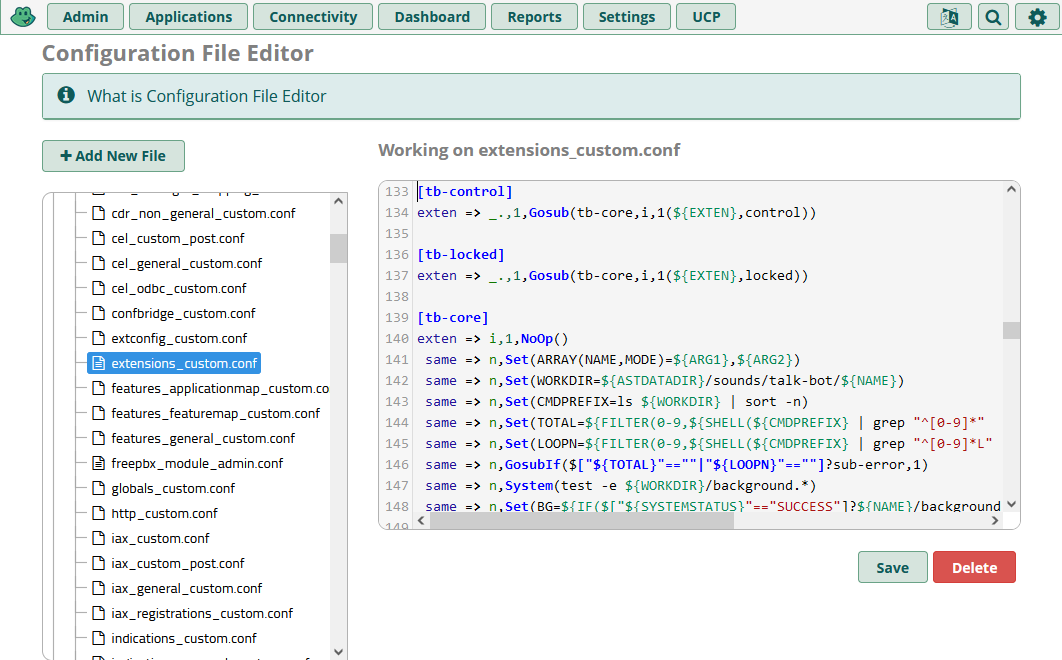 Admin Applications Connectivity Dashboard Reports Settings UCP
Configuration File Editor
What is Configuration File Editor
Add New File
cdr_non_general_custom.conf
cel_custom_post.conf
cel_general_custom.conf
cel_odbc_custom.conf
confbridge_custom.conf
extconfig_custom.conf
extensions_custom.conf
features_applicationmap_custom.co
features_featuremap_custom.conf
features_general_custom.conf
freepbx_module_admin.conf
globals_custom.conf
http_custom.conf
iax_custom.conf
iax_custom_post.conf
iax_general_custom.conf
iax_registrations_custom.conf
indications_custom.conf
Working on extensions_custom.conf
133 [tb-control]
134 exten => _.,1,Gosub(tb-core,i,1(${EXTEN},control))
135
136 [tb-locked]
137 exten => _.,1,Gosub(tb-core,i,1(${EXTEN},locked))
138
139 [tb-core]
140 exten => i,1,NoOp()
141 same => n,Set(ARRAY(NAME,MODE)=${ARG1},${ARG2})
142 same => n,Set(WORKDIR=${ASTDATADIR}/sounds/talk-bot/${NAME})
143 same => n,Set(CMDPREFIX=ls ${WORKDIR} | sort -n)
144 same => n,Set(TOTAL=${FILTER(0-9,${SHELL(${CMDPREFIX} | grep "^[0-9]*"
145 same => n,Set(LOOPN=${FILTER(0-9,${SHELL(${CMDPREFIX} | grep "^[0-9]*L"
146 same => n,GosubIf($["${TOTAL}"==""|"${LOOPN}"==""]?sub-error,1)
147 same => n,System(test -e ${WORKDIR}/background.*)
148 same => n,Set(BG=${IF($["${SYSTEMSTATUS}"=="SUCCESS"]?${NAME}/background
149
Save Delete